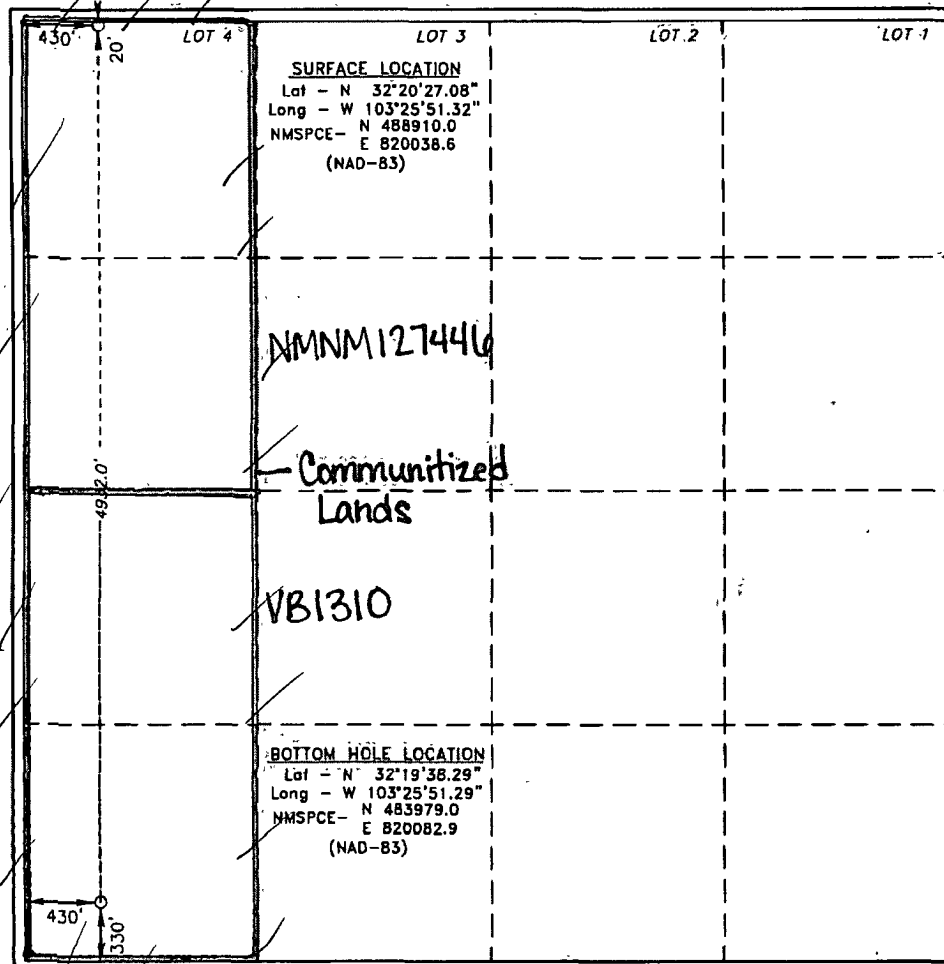 430' LOT 4 LOT 3 LOT 2 LOT 1
20'
SURFACE LOCATION
Lat - N 32°20'27.08"
Long - W 103°25'51.32"
NMSPCE- N 488910.0
E 820038.6
(NAD-83)
NMNM127446
Communitized
Lands
VB1310
BOTTOM HOLE LOCATION
Lat - N 32°19'38.29"
Long - W 103°25'51.29"
NMSPCE- N 483979.0
E 820082.9
(NAD-83)
430'
330'